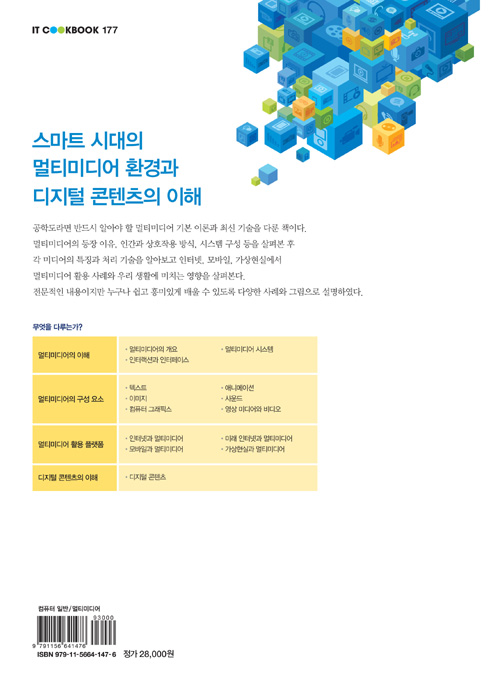 IT COOKBOOK 177
스마트 시대의
멀티미디어 환경과
디지털 콘텐츠의 이해
공학도라면 반드시 알아야 할 멀티미디어 기본 이론과 최신 기술을 다룬 책이다.
멀티미디어의 등장 이유, 인간과 상호작용 방식, 시스템 구성 등을 살펴본 후
각 미디어의 특징과 처리 기술을 알아보고 인터넷, 모바일, 가상현실에서
멀티미디어 활용 사례와 우리 생활에 미치는 영향을 살펴본다.
전문적인 내용이지만 누구나 쉽고 흥미있게 배울 수 있도록 다양한 사례와 그림으로 설명하였다.
무엇을 다루는가?
멀티미디어의 이해
• 멀티미디어의 개요
• 멀티미디어 시스템
• 인터랙션과 인터페이스
멀티미디어의 구성 요소
• 텍스트
• 애니메이션
• 이미지
• 사운드
• 컴퓨터 그래픽스
• 영상 미디어와 비디오
멀티미디어 활용 플랫폼
• 인터넷과 멀티미디어
• 미래 인터넷과 멀티미디어
• 모바일과 멀티미디어
• 가상현실과 멀티미디어
디지털 콘텐츠의 이해
• 디지털 콘텐츠
컴퓨터 일반/멀티미디어
93000
9 791156 641476
ISBN 979-11-5664-147-6 정가 28,000원